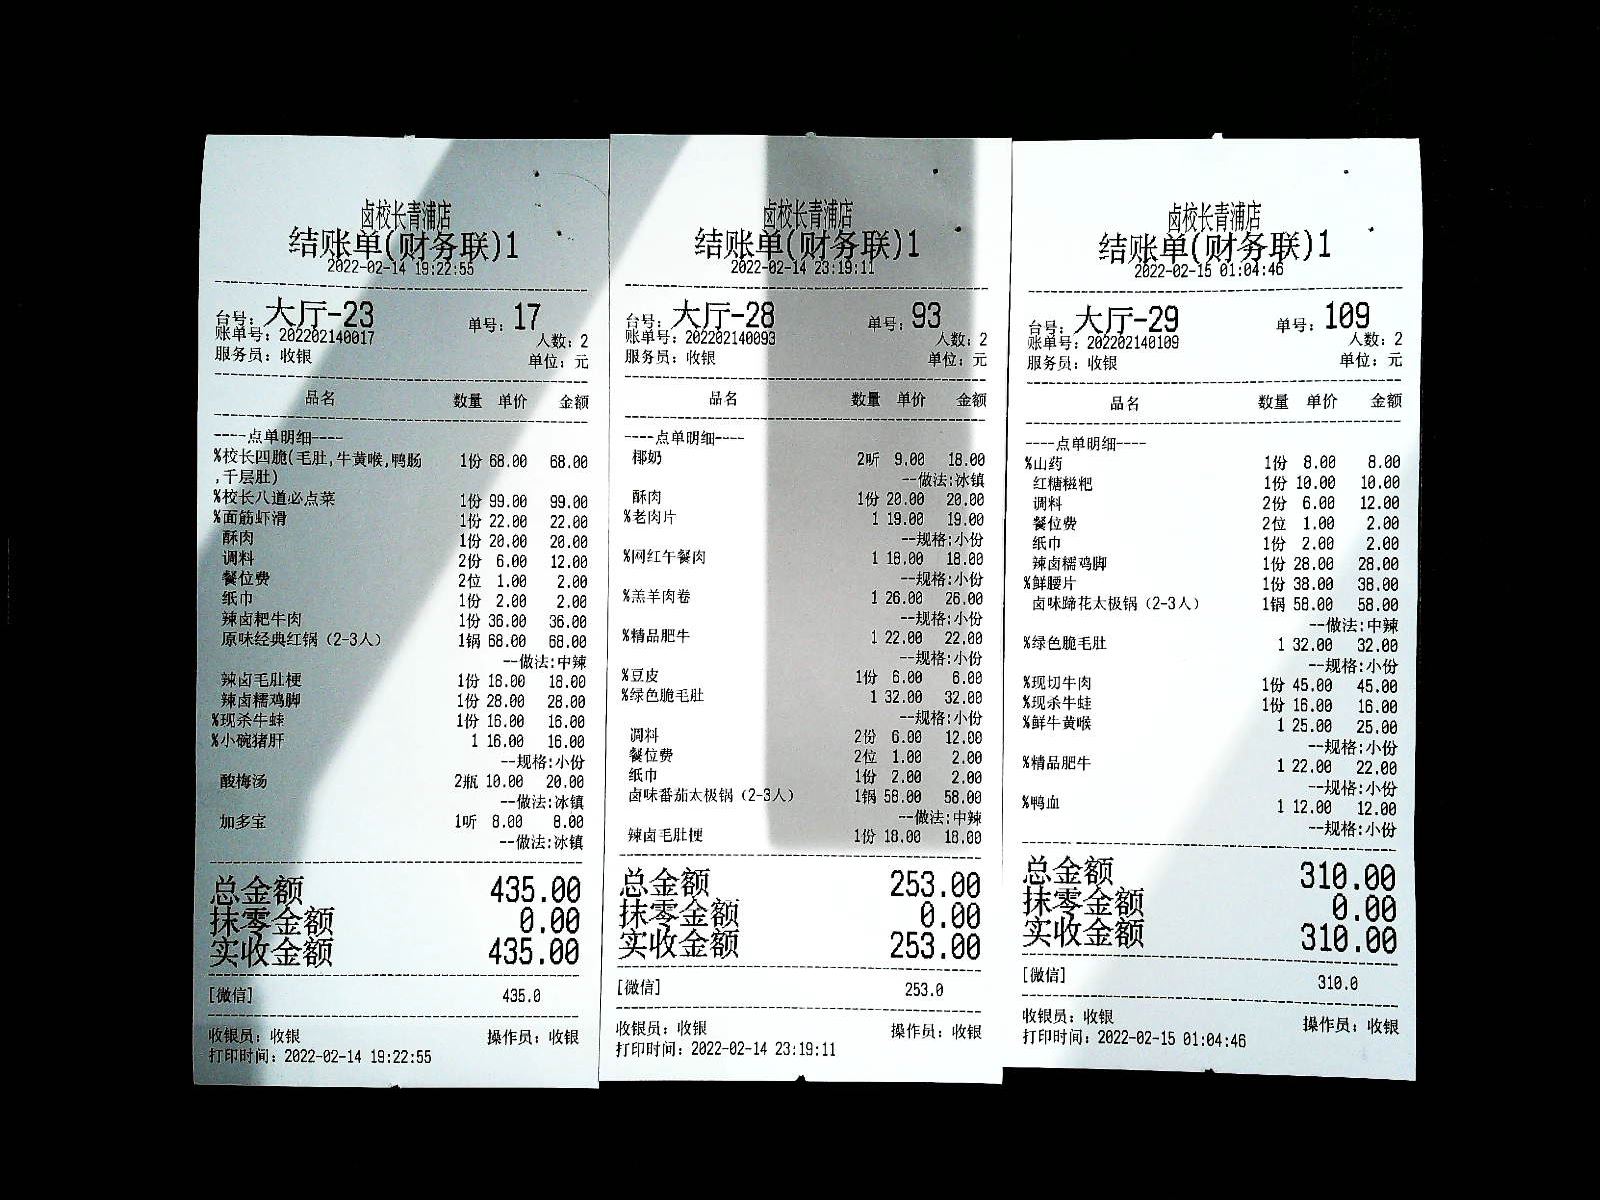 卤校长青浦店
结账单(财务联)1
2022-02-14 19:22:55
台号: 大厅-23 单号: 17
账单号: 202202140017 人数: 2
服务员: 收银 单位: 元
品名 数量 单价 金额
----点单明细----
%校长四脆(毛肚,牛黄喉,鸭肠 1份 68.00 68.00
,千层肚)
%校长八道必点菜 1份 99.00 99.00
%面筋虾滑 1份 22.00 22.00
酥肉 1份 20.00 20.00
调料 2份 6.00 12.00
餐位费 2位 1.00 2.00
纸巾 1份 2.00 2.00
辣卤耙牛肉 1份 36.00 36.00
原味经典红锅(2-3人) 1锅 68.00 68.00
--做法:中辣
辣卤毛肚梗 1份 18.00 18.00
辣卤糯鸡脚 1份 28.00 28.00
%现杀牛蛙 1份 16.00 16.00
%小碗猪肝 1 16.00 16.00
--规格:小份
酸梅汤 2瓶 10.00 20.00
--做法:冰镇
加多宝 1听 8.00 8.00
--做法:冰镇
总金额 435.00
抹零金额 0.00
实收金额 435.00
[微信] 435.0
收银员: 收银 操作员: 收银
打印时间: 2022-02-14 19:22:55
卤校长青浦店
结账单(财务联)1
2022-02-14 23:19:11
台号: 大厅-28 单号: 93
账单号: 202202140093 人数: 2
服务员: 收银 单位: 元
品名 数量 单价 金额
----点单明细----
椰奶 2听 9.00 18.00
--做法:冰镇
酥肉 1份 20.00 20.00
%老肉片 1 19.00 19.00
--规格:小份
%网红午餐肉 1 18.00 18.00
--规格:小份
%羔羊肉卷 1 26.00 26.00
--规格:小份
%精品肥牛 1 22.00 22.00
--规格:小份
%豆皮 1份 6.00 6.00
%绿色脆毛肚 1 32.00 32.00
--规格:小份
调料 2份 6.00 12.00
餐位费 2位 1.00 2.00
纸巾 1份 2.00 2.00
卤味番茄太极锅(2-3人) 1锅 58.00 58.00
--做法:中辣
辣卤毛肚梗 1份 18.00 18.00
总金额 253.00
抹零金额 0.00
实收金额 253.00
[微信] 253.0
收银员: 收银 操作员: 收银
打印时间: 2022-02-14 23:19:11
卤校长青浦店
结账单(财务联)1
2022-02-15 01:04:46
台号: 大厅-29 单号: 109
账单号: 202202140109 人数: 2
服务员: 收银 单位: 元
品名 数量 单价 金额
----点单明细----
%山药 1份 8.00 8.00
红糖糍粑 1份 10.00 10.00
调料 2份 6.00 12.00
餐位费 2位 1.00 2.00
纸巾 1份 2.00 2.00
辣卤糯鸡脚 1份 28.00 28.00
%鲜腰片 1份 38.00 38.00
卤味蹄花太极锅(2-3人) 1锅 58.00 58.00
--做法:中辣
%绿色脆毛肚 1 32.00 32.00
--规格:小份
%现切牛肉 1份 45.00 45.00
%现杀牛蛙 1份 16.00 16.00
%鲜牛黄喉 1 25.00 25.00
--规格:小份
%精品肥牛 1 22.00 22.00
--规格:小份
%鸭血 1 12.00 12.00
--规格:小份
总金额 310.00
抹零金额 0.00
实收金额 310.00
[微信] 310.0
收银员: 收银 操作员: 收银
打印时间: 2022-02-15 01:04:46